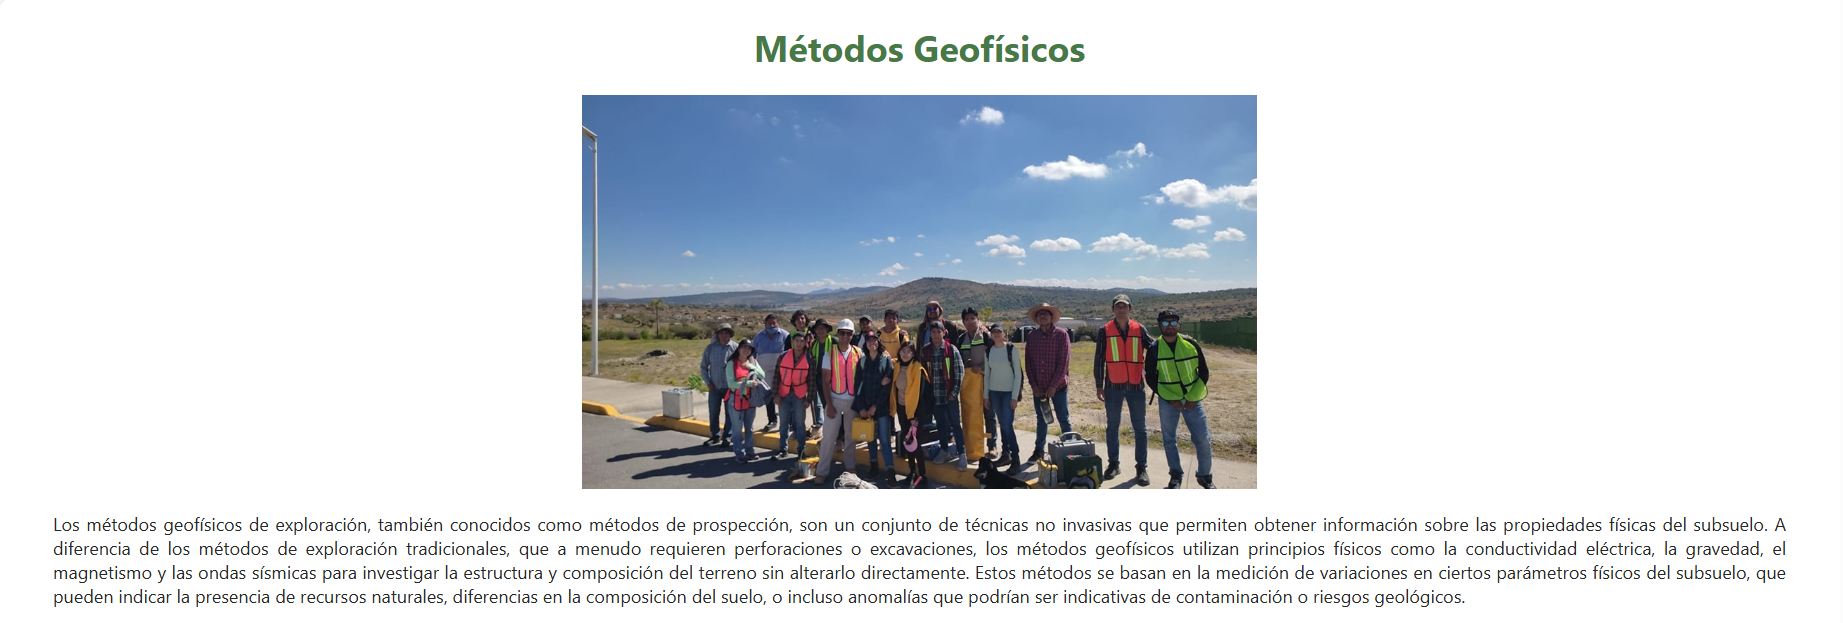 Métodos Geofísicos
Los métodos geofísicos de exploración, también conocidos como métodos de prospección, son un conjunto de técnicas no invasivas que permiten obtener información sobre las propiedades físicas del subsuelo. A
diferencia de los métodos de exploración tradicionales, que a menudo requieren perforaciones o excavaciones, los métodos geofísicos utilizan principios físicos como la conductividad eléctrica, la gravedad, el
magnetismo y las ondas sísmicas para investigar la estructura y composición del terreno sin alterarlo directamente. Estos métodos se basan en la medición de variaciones en ciertos parámetros físicos del subsuelo, que
pueden indicar la presencia de recursos naturales, diferencias en la composición del suelo, o incluso anomalías que podrían ser indicativas de contaminación o riesgos geológicos.